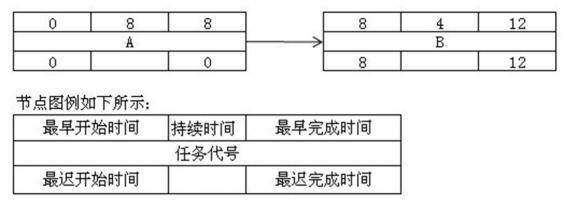 0 8 8 8 4 12
A B
0 0 8 12
节点图例如下所示：
最早开始时间 持续时间 最早完成时间
任务代号
最迟开始时间 最迟完成时间